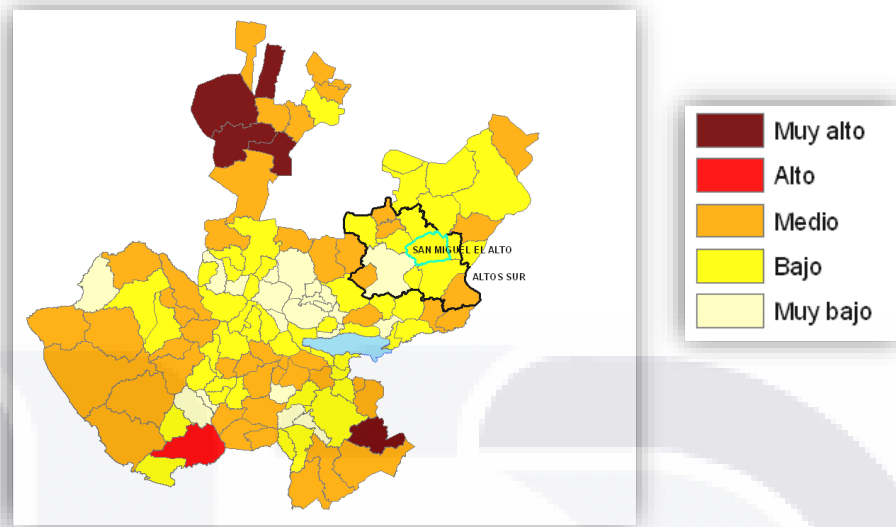 SAN MIGUEL EL ALTO
ALTOS SUR
Muy alto
Alto
Medio
Bajo
Muy bajo